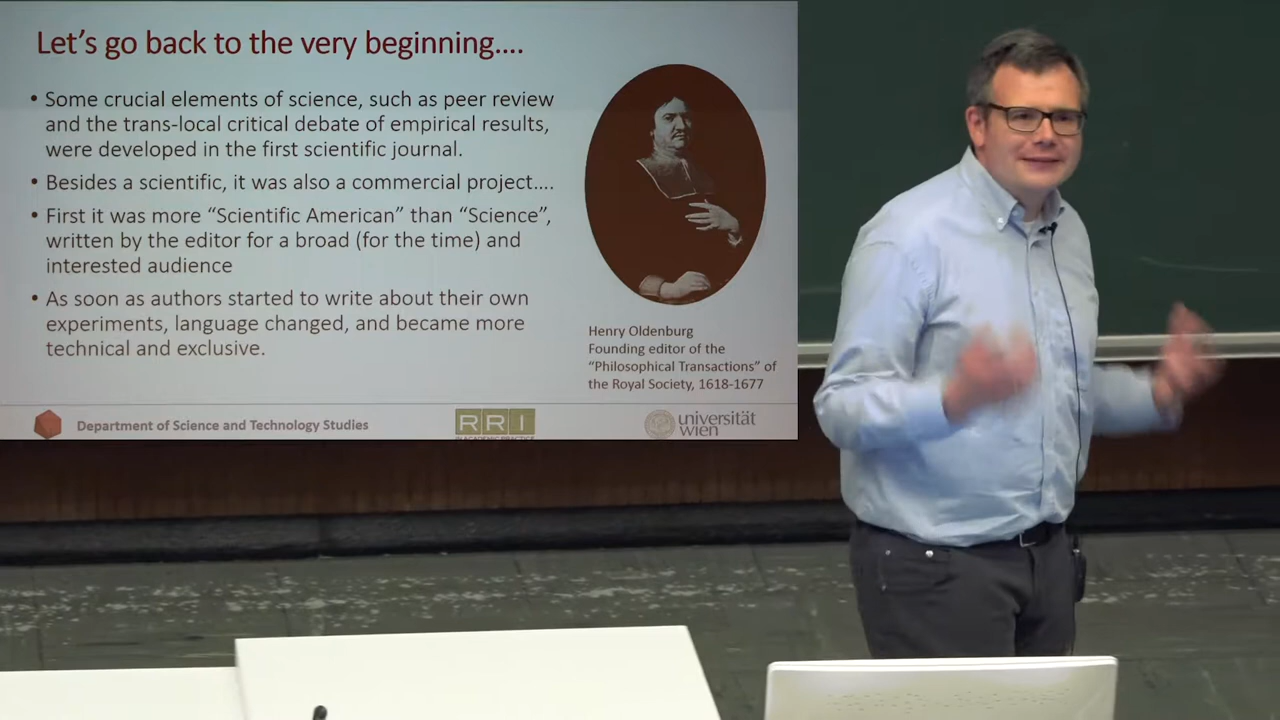 Let's go back to the very beginning....
• Some crucial elements of science, such as peer review
and the trans-local critical debate of empirical results,
were developed in the first scientific journal.
• Besides a scientific, it was also a commercial project....
• First it was more “Scientific American” than “Science”,
written by the editor for a broad (for the time) and
interested audience
• As soon as authors started to write about their own
experiments, language changed, and became more
technical and exclusive.
Henry Oldenburg
Founding editor of the
“Philosophical Transactions” of
the Royal Society, 1618-1677
Department of Science and Technology Studies
RRI
IN ACADEMIC PRACTICE
universität
wien